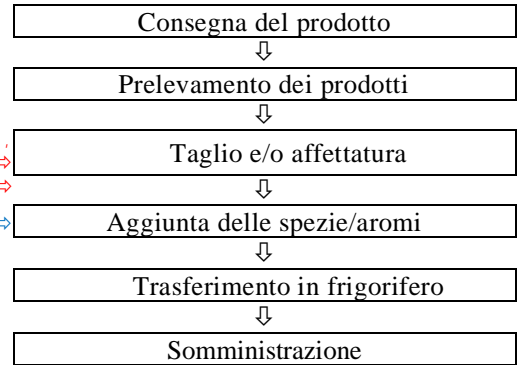 Consegna del prodotto
Prelevamento dei prodotti
Taglio e/o affettatura
Aggiunta delle spezie/aromi
Trasferimento in frigorifero
Somministrazione